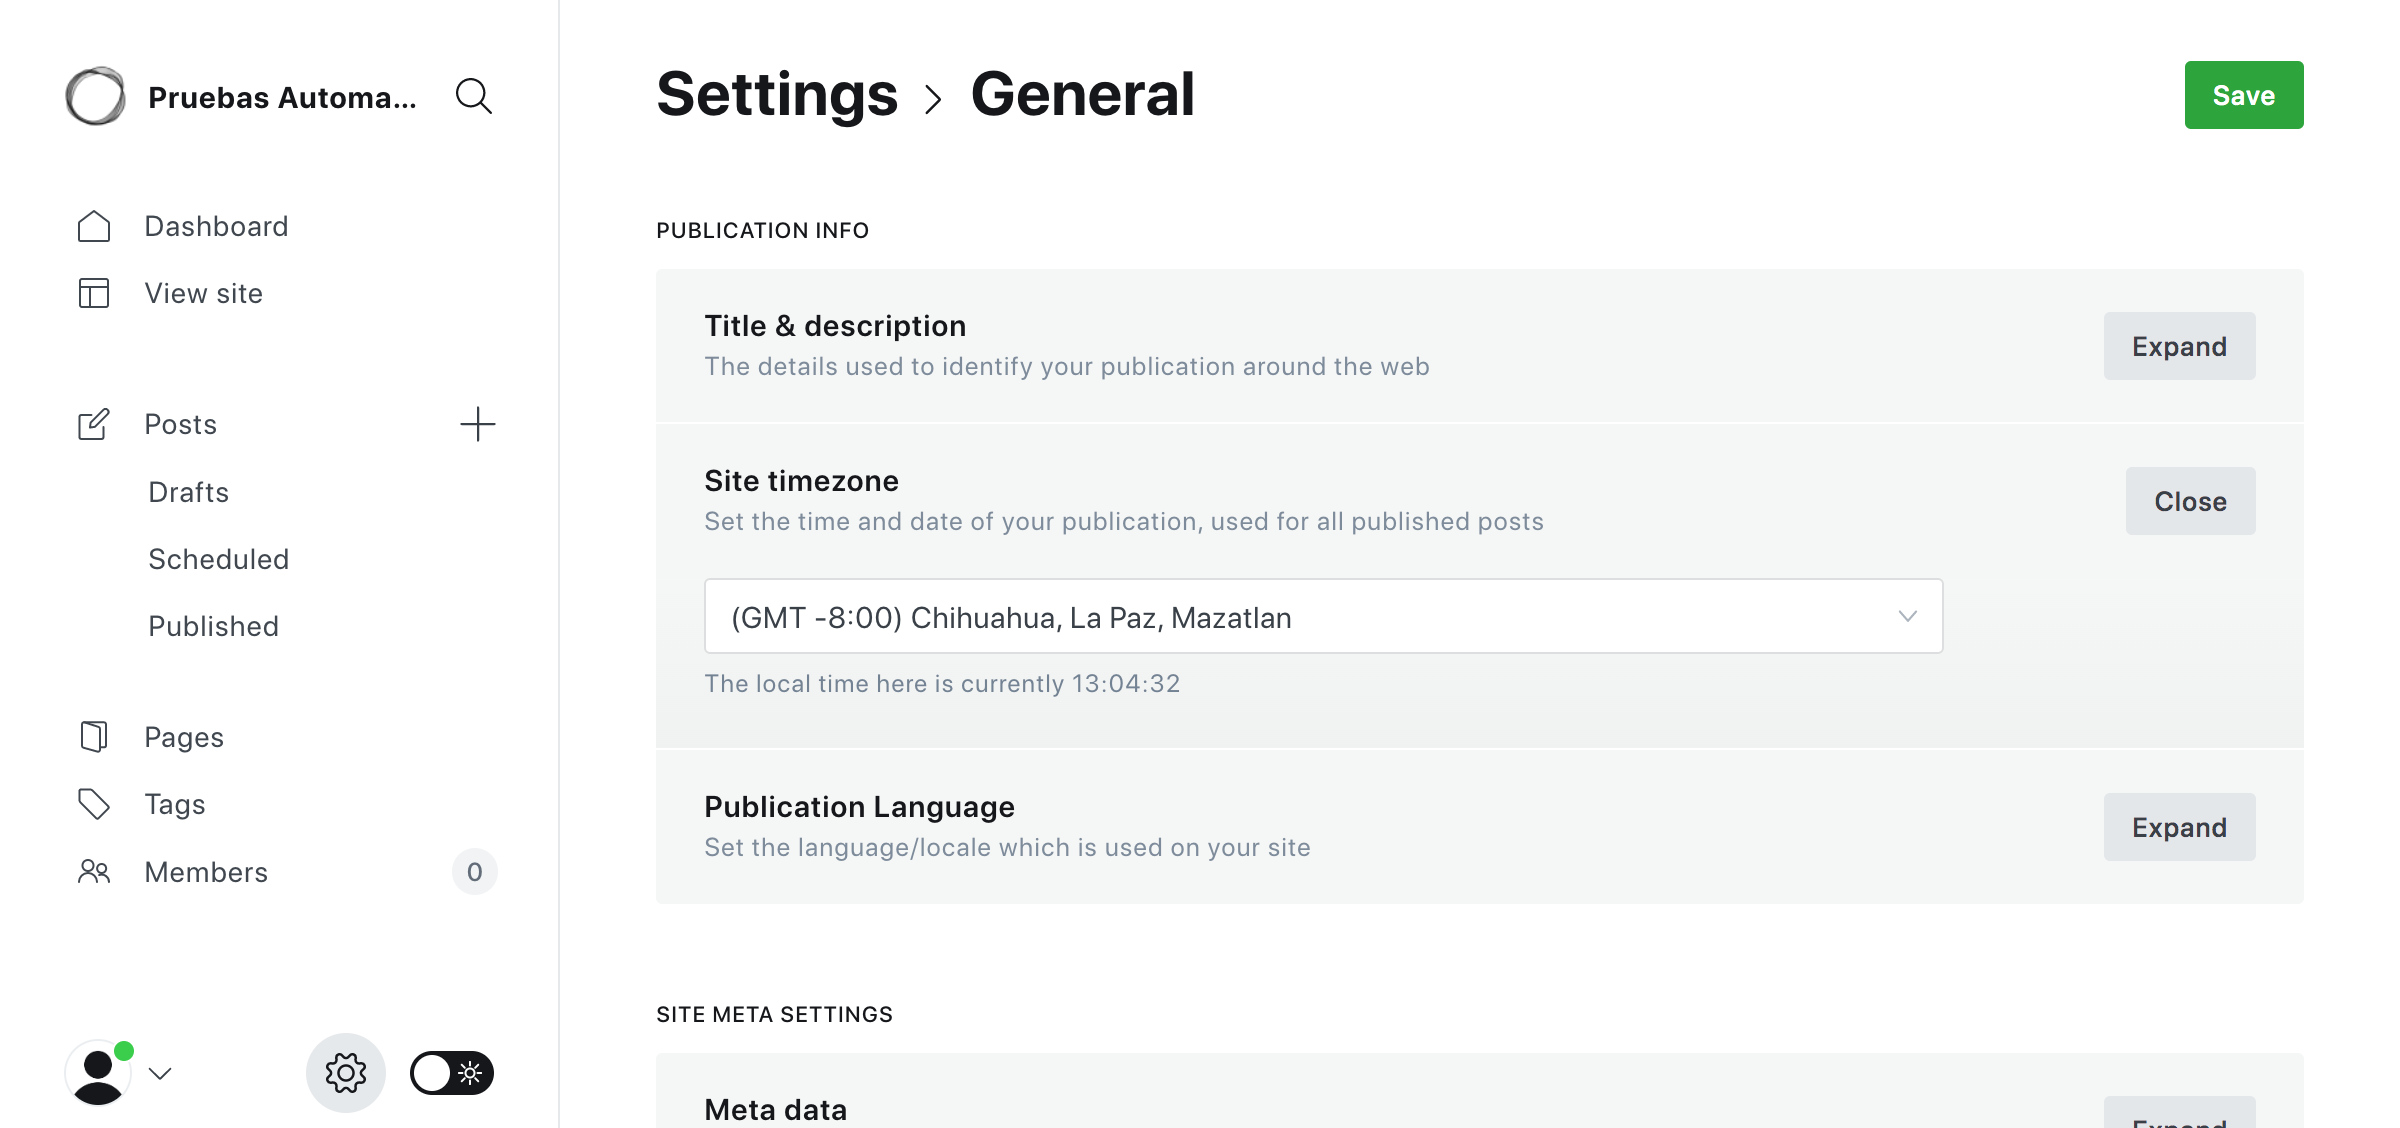 Pruebas Automa...
Dashboard
View site
Posts
Drafts
Scheduled
Published
Pages
Tags
Members
0
Settings > General
Save
PUBLICATION INFO
Title & description
The details used to identify your publication around the web
Expand
Site timezone
Set the time and date of your publication, used for all published posts
Close
(GMT -8:00) Chihuahua, La Paz, Mazatlan
The local time here is currently 13:04:32
Publication Language
Set the language/locale which is used on your site
Expand
SITE META SETTINGS
Meta data
Expand